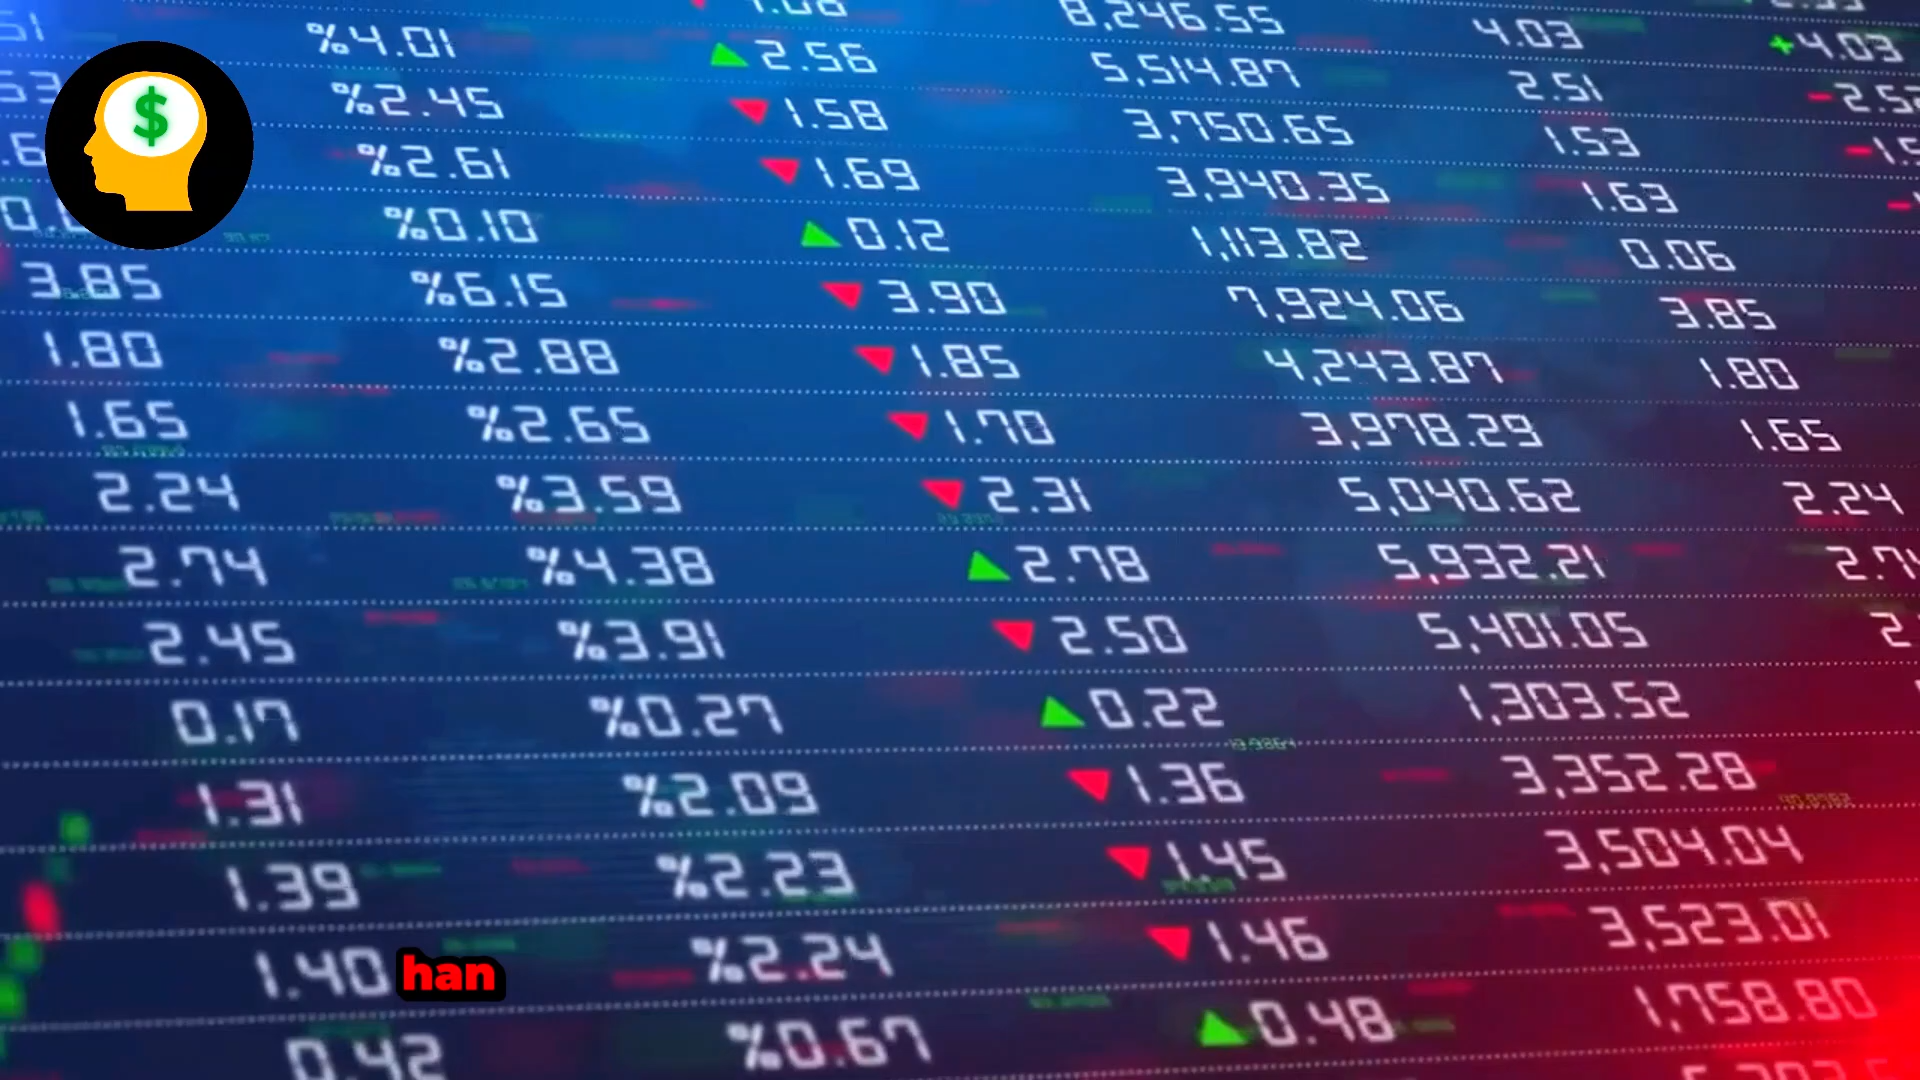 1.08 8,246.55 4.03 +4.03
%4.01 2.56 5,514.87 2.51
%2.45 1.58 3,750.65 1.53
%2.61 1.69 3,940.35 1.63
%0.10 0.12 1,113.82 0.06
3.85 %6.15 3.90 7,924.06 3.85
1.80 %2.88 1.85 4,243.87 1.80
1.65 %2.65 1.70 3,978.29 1.65
2.24 %3.59 2.31 5,040.62 2.24
2.74 %4.38 2.78 5,932.21
2.45 %3.91 2.50 5,401.05
0.17 %0.27 0.22 1,303.52
1.31 %2.09 1.36 3,352.28
1.39 %2.23 1.45 3,504.04
1.40 %2.24 1.46 3,523.01
0.42 %0.67 0.48 1,758.80
$
han